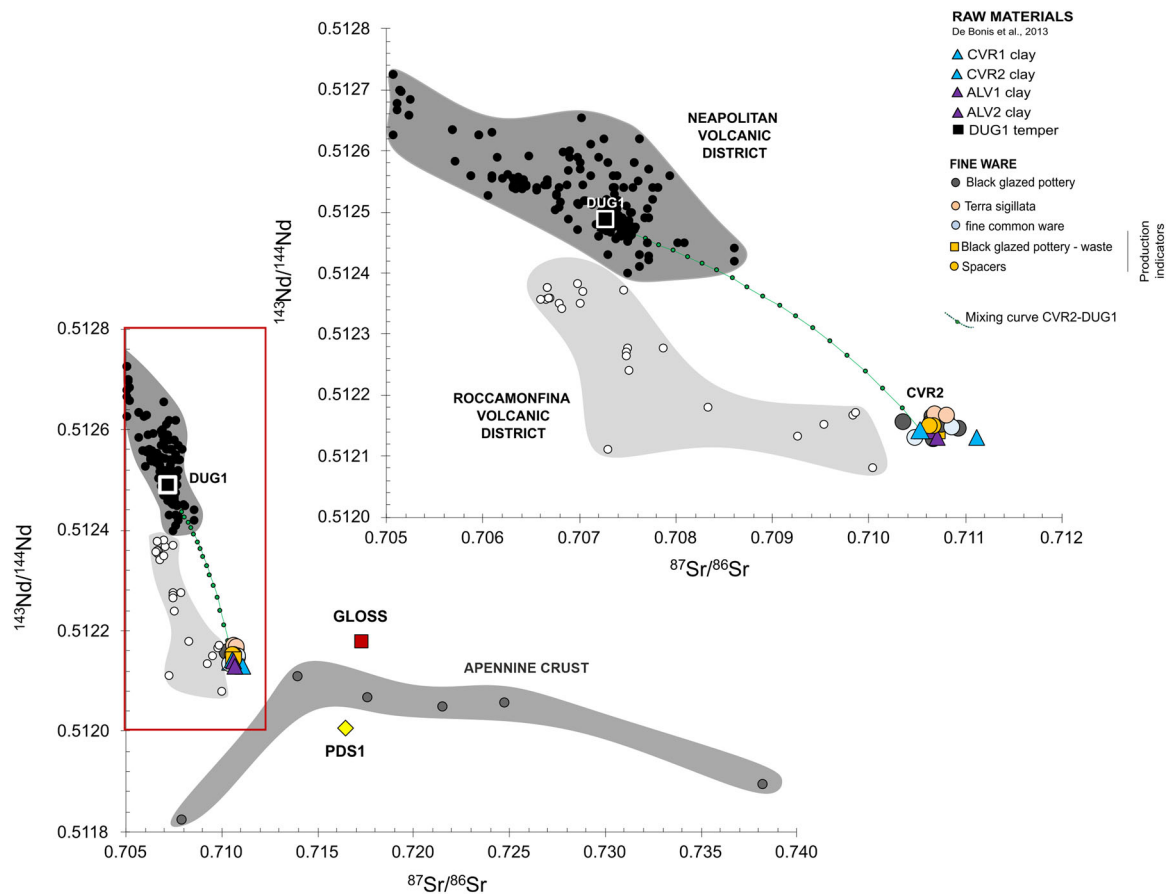 0.5128
0.5127
0.5126
0.5125
0.5124
0.5123
0.5122
0.5121
0.5120
143Nd/144Nd
0.705
0.706
0.707
0.708
0.709
0.710
0.711
0.712
87Sr/86Sr
NEAPOLITAN
VOLCANIC
DISTRICT
DUG1
ROCCAMONFINA
VOLCANIC
DISTRICT
CVR2
RAW MATERIALS
De Bonis et al., 2013
CVR1 clay
CVR2 clay
ALV1 clay
ALV2 clay
DUG1 temper
FINE WARE
Black glazed pottery
Terra sigillata
fine common ware
Black glazed pottery - waste
Spacers
Production
indicators
Mixing curve CVR2-DUG1
0.5128
0.5126
0.5124
0.5122
0.5120
0.5118
143Nd/144Nd
DUG1
GLOSS
APENNINE CRUST
PDS1
0.705
0.710
0.715
0.720
0.725
0.730
0.735
0.740
87Sr/86Sr